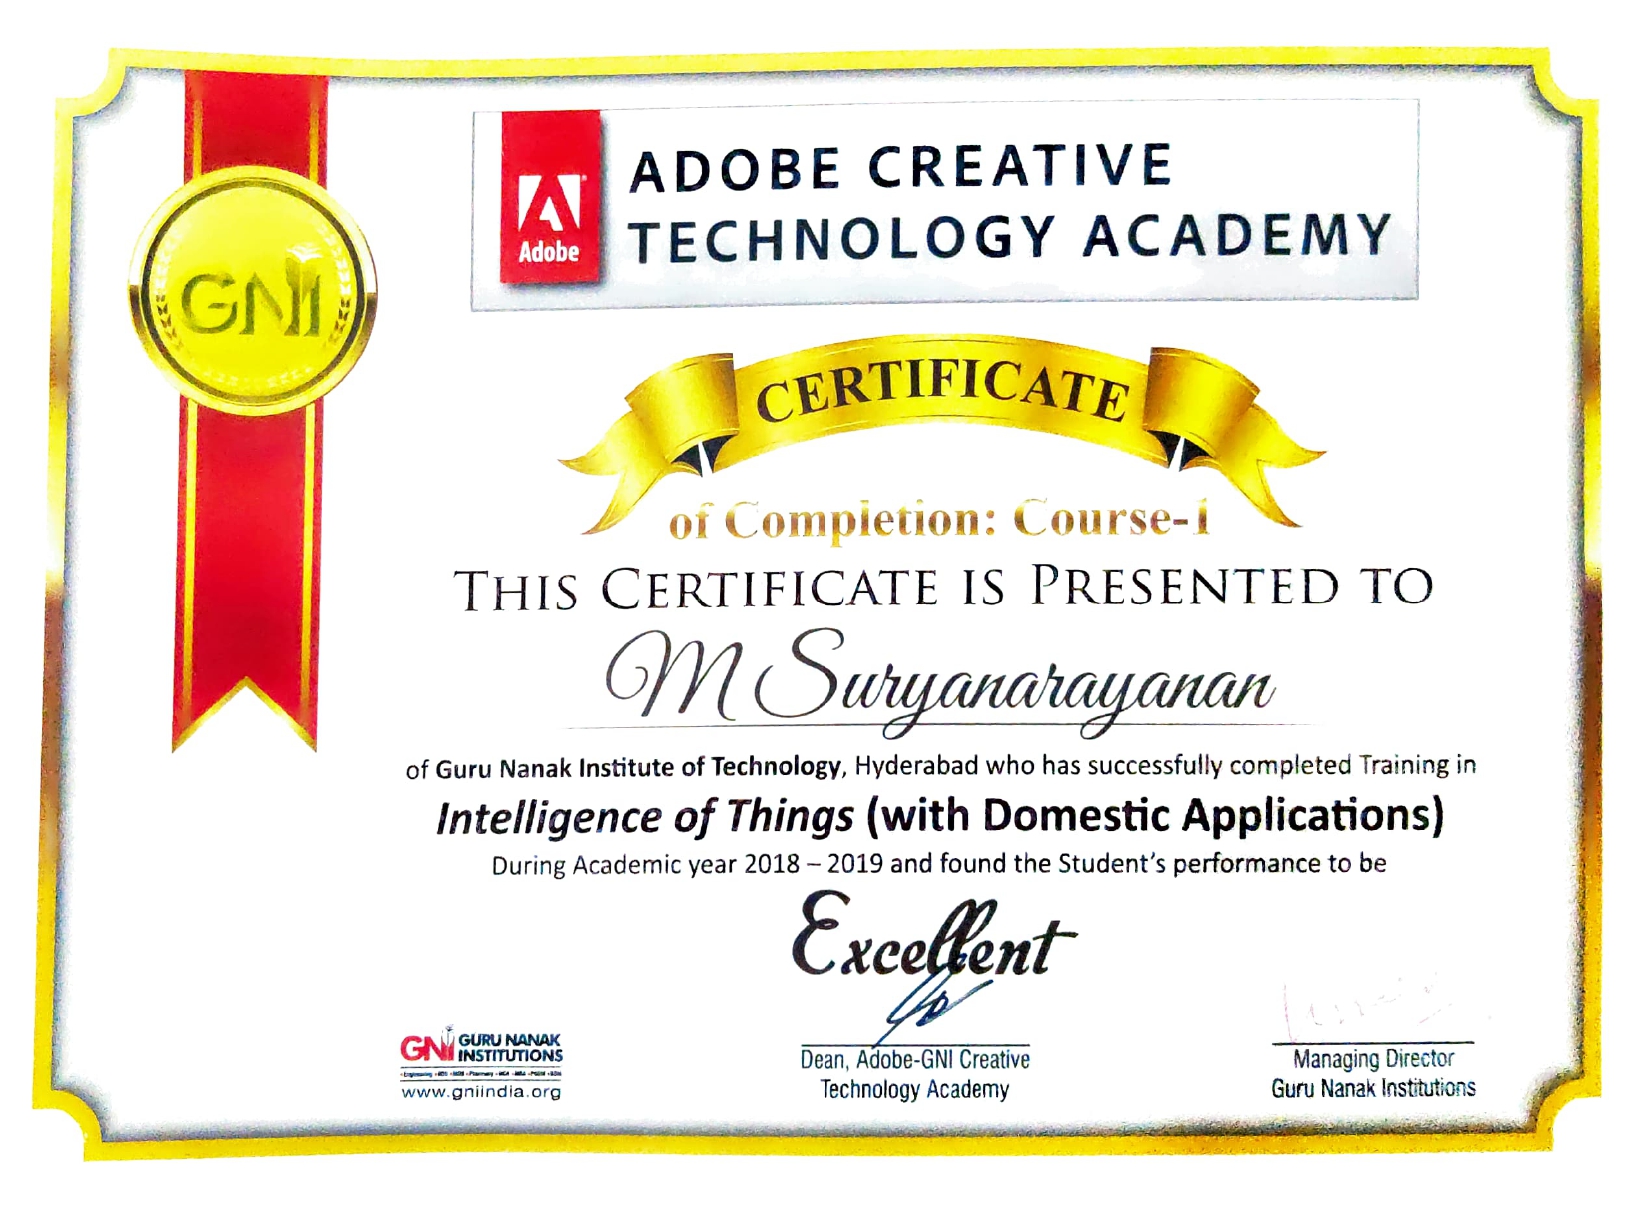 GNI
Adobe
ADOBE CREATIVE
TECHNOLOGY ACADEMY
CERTIFICATE
of Completion: Course-1
THIS CERTIFICATE IS PRESENTED TO
M Suryanarayanan
of Guru Nanak Institute of Technology, Hyderabad who has successfully completed Training in
Intelligence of Things (with Domestic Applications)
During Academic year 2018 – 2019 and found the Student's performance to be
Excellent
GNI GURU NANAK
INSTITUTIONS
www.gniindia.org
Dean, Adobe-GNI Creative
Technology Academy
Managing Director
Guru Nanak Institutions